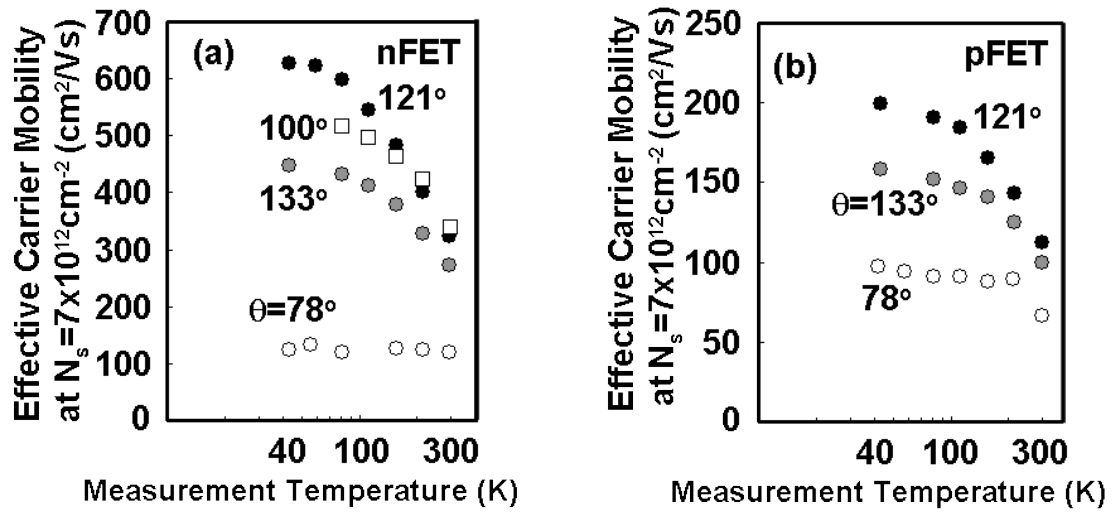 Effective Carrier Mobility
at Nₛ=7x10¹²cm⁻² (cm²/Vs)
700
600
500
400
300
200
100
0
(a)
nFET
121°
100°
133°
θ=78°
40
100
300
Measurement Temperature (K)
Effective Carrier Mobility
at Nₛ=7x10¹²cm⁻² (cm²/Vs)
250
200
150
100
50
0
(b)
pFET
121°
θ=133°
78°
40
100
300
Measurement Temperature (K)